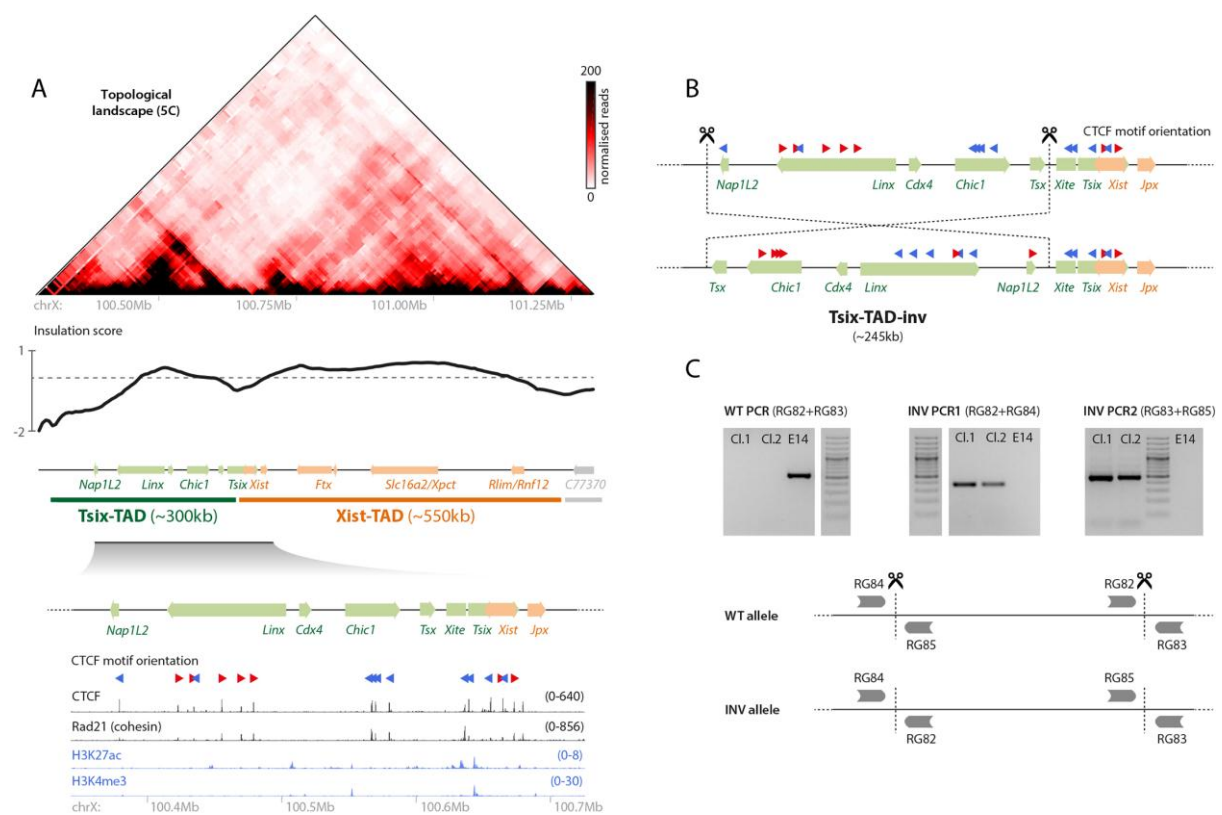 A
Topological
landscape (5C)
200
normalised reads
0
chrX: 100.50Mb 100.75Mb 101.00Mb 101.25Mb
Insulation score
1
-2
Nap1L2 Linx Chic1 Tsix Xist Ftx Slc16a2/Xpct Rlim/Rnf12 C77370
Tsix-TAD (~300kb) Xist-TAD (~550kb)
Nap1L2 Linx Cdx4 Chic1 Tsx Xite Tsix Xist Jpx
CTCF motif orientation
CTCF (0-640)
Rad21 (cohesin) (0-856)
H3K27ac (0-8)
H3K4me3 (0-30)
chrX: 100.4Mb 100.5Mb 100.6Mb 100.7Mb
B
CTCF motif orientation
Nap1L2 Linx Cdx4 Chic1 Tsx Xite Tsix Xist Jpx
Tsx Chic1 Cdx4 Linx Nap1L2 Xite Tsix Xist Jpx
Tsix-TAD-inv
(~245kb)
C
WT PCR (RG82+RG83) INV PCR1 (RG82+RG84) INV PCR2 (RG83+RG85)
Cl.1 Cl.2 E14 Cl.1 Cl.2 E14 Cl.1 Cl.2 E14
RG84 RG82
WT allele
RG85 RG83
RG84 RG85
INV allele
RG82 RG83